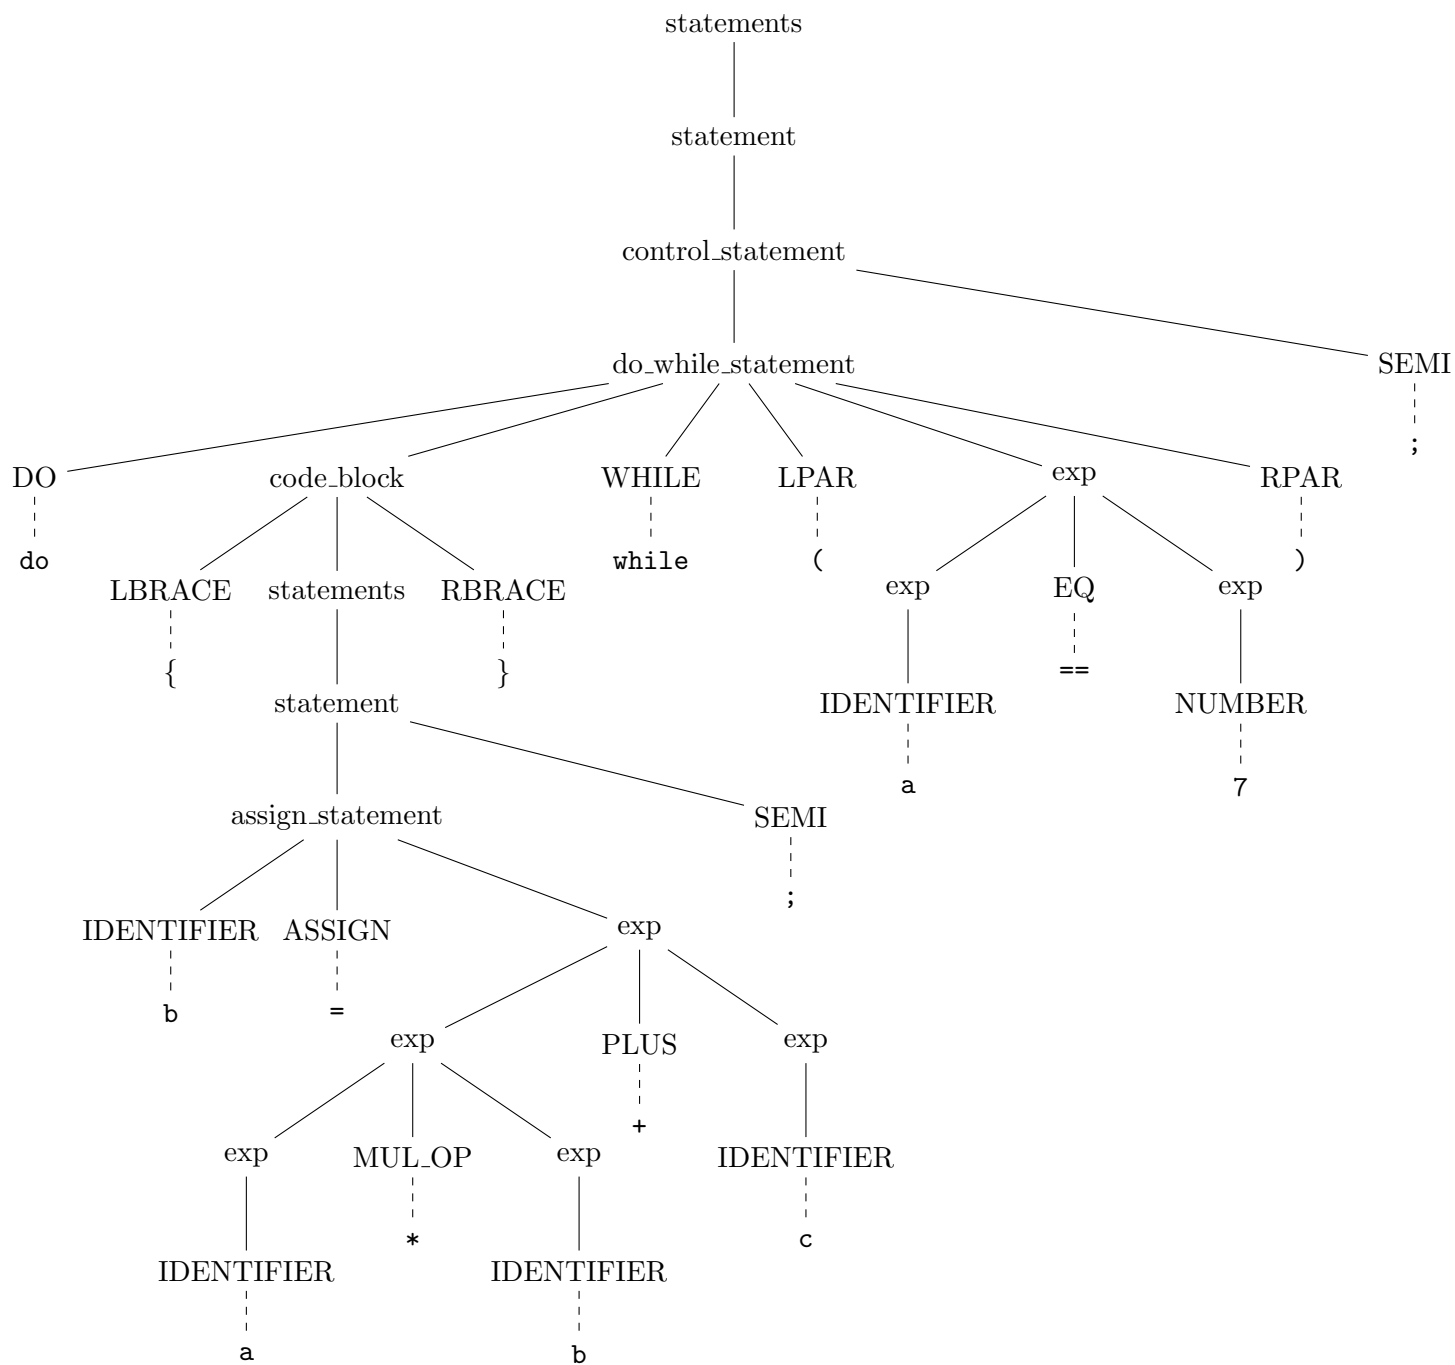 statements
statement
control_statement
do_while_statement SEMI
;
DO code_block WHILE LPAR exp RPAR
do while ( )
LBRACE statements RBRACE exp EQ exp
{ } ==
statement IDENTIFIER NUMBER
a 7
assign_statement SEMI
;
IDENTIFIER ASSIGN exp
b =
exp PLUS exp
+
exp MUL_OP exp IDENTIFIER
* c
IDENTIFIER IDENTIFIER
a b